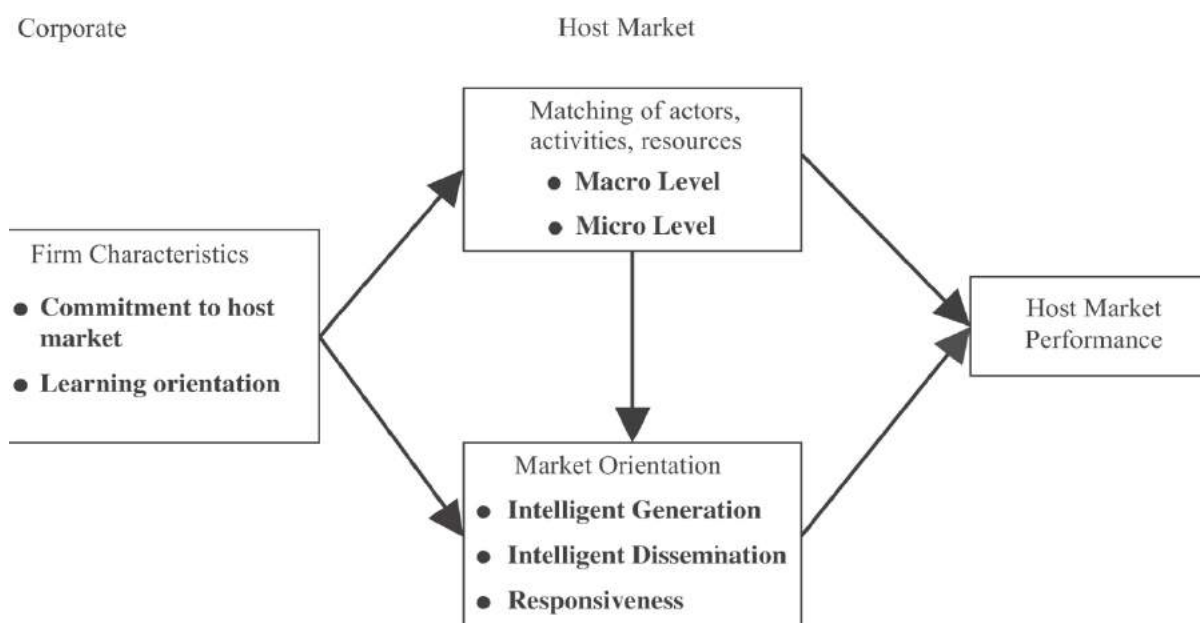 Corporate
Host Market
Matching of actors,
activities, resources
● Macro Level
● Micro Level
Firm Characteristics
● Commitment to host
market
● Learning orientation
Host Market
Performance
Market Orientation
● Intelligent Generation
● Intelligent Dissemnation
● Responsiveness